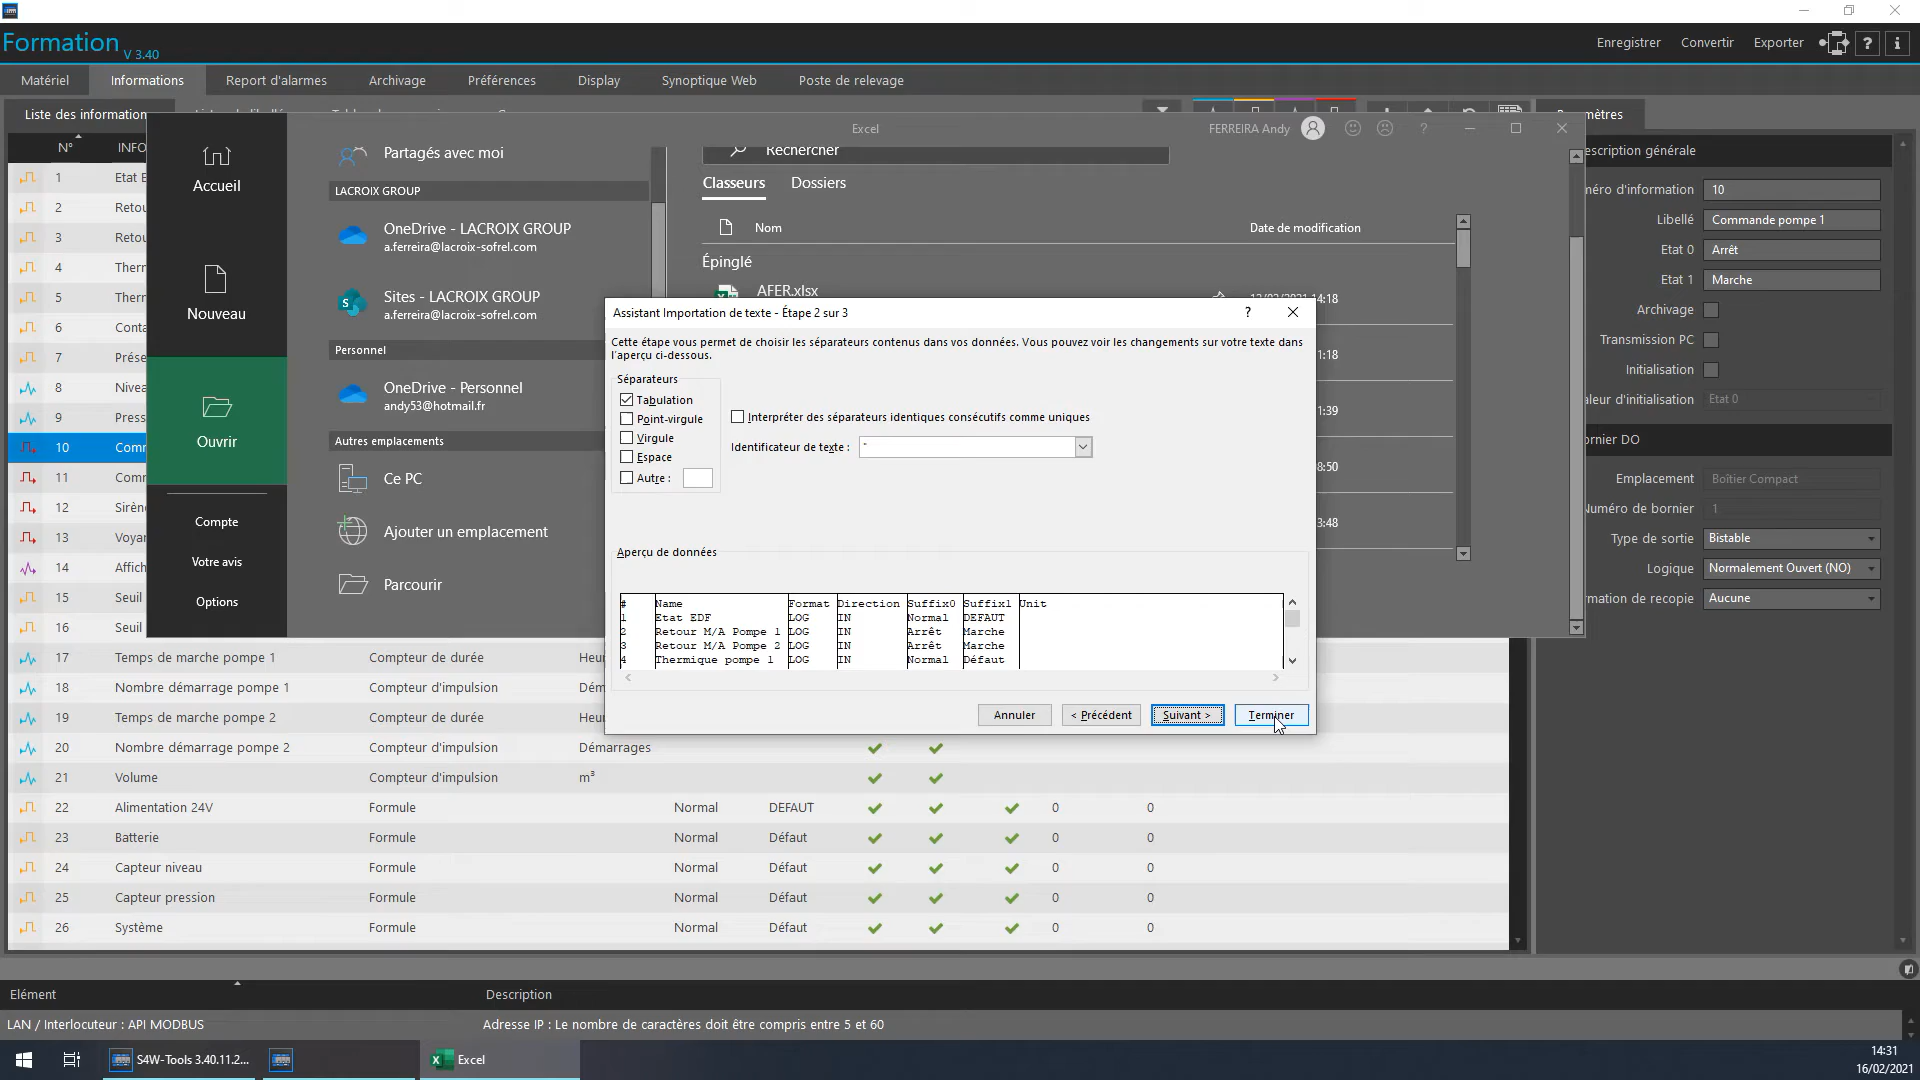 Formation V 3.40
Enregistrer Convertir Exporter ? i
Matériel Informations Report d'alarmes Archivage Préférences Display Synoptique Web Poste de relevage
Liste des information
mètres
N° INFO
1 Etat E
2 Retou
3 Retou
4 Therm
5 Therm
6 Conta
7 Prése
8 Nivea
9 Press
10 Comm
11 Comm
12 Sirèn
13 Voya
14 Affich
15 Seuil
16 Seuil
17 Temps de marche pompe 1 Compteur de durée Heu
18 Nombre démarrage pompe 1 Compteur d'impulsion Dém
19 Temps de marche pompe 2 Compteur de durée Heu
20 Nombre démarrage pompe 2 Compteur d'impulsion Démarrages
21 Volume Compteur d'impulsion m³
22 Alimentation 24V Formule Normal DEFAUT 0 0
23 Batterie Formule Normal Défaut 0 0
24 Capteur niveau Formule Normal Défaut 0 0
25 Capteur pression Formule Normal Défaut 0 0
26 Système Formule Normal Défaut 0 0
Accueil
Nouveau
Ouvrir
Compte
Votre avis
Options
Excel
FERREIRA Andy ?
Partagés avec moi
LACROIX GROUP
OneDrive - LACROIX GROUP
a.ferreira@lacroix-sofrel.com
Sites - LACROIX GROUP
a.ferreira@lacroix-sofrel.com
Personnel
OneDrive - Personnel
andy53@hotmail.fr
Autres emplacements
Ce PC
Ajouter un emplacement
Parcourir
Rechercher
Classeurs Dossiers
Nom Date de modification
Épinglé
AFER.xlsx
1:18
1:39
8:50
3:48
Assistant Importation de texte - Étape 2 sur 3 ?
Cette étape vous permet de choisir les séparateurs contenus dans vos données. Vous pouvez voir les changements sur votre texte dans
l'aperçu ci-dessous.
Séparateurs
Tabulation
Point-virgule
Virgule
Espace
Autre :
Interpréter des séparateurs identiques consécutifs comme uniques
Identificateur de texte : "
Aperçu de données
# Name Format Direction Suffix0 Suffix1 Unit
1 Etat EDF LOG IN Normal DEFAUT
2 Retour M/A Pompe 1 LOG IN Arrêt Marche
3 Retour M/A Pompe 2 LOG IN Arrêt Marche
4 Thermique pompe 1 LOG IN Normal Défaut
Annuler < Précédent Suivant > Terminer
escription générale
éro d'information 10
Libellé Commande pompe 1
Etat 0 Arrêt
Etat 1 Marche
Archivage
Transmission PC
Initialisation
aleur d'initialisation Etat 0
ornier DO
Emplacement Boîtier Compact
Numéro de bornier 1
Type de sortie Bistable
Logique Normalement Ouvert (NO)
rmation de recopie Aucune
Elément Description
LAN / Interlocuteur : API MODBUS Adresse IP : Le nombre de caractères doit être compris entre 5 et 60
S4W-Tools 3.40.11.2... Excel
14:31
16/02/2021